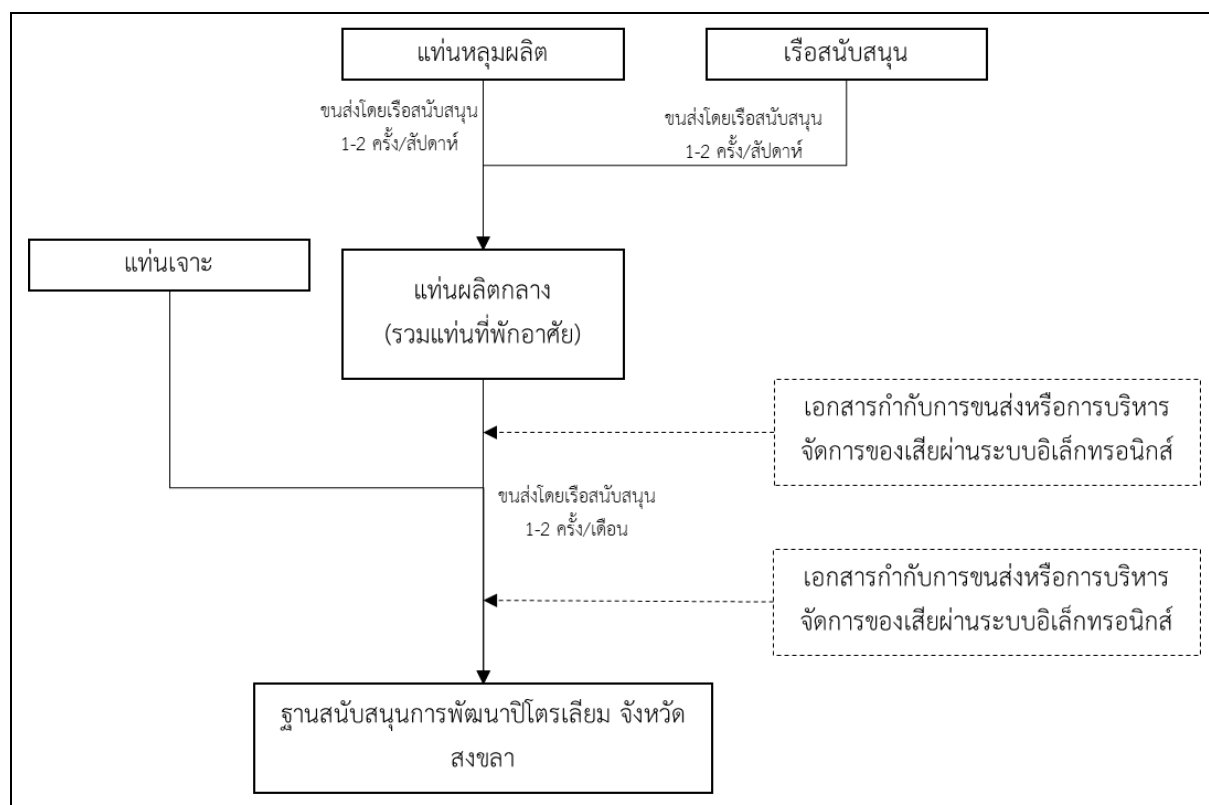 แท่นหลุมผลิต
เรือสนับสนุน
ขนส่งโดยเรือสนับสนุน
1-2 ครั้ง/สัปดาห์
ขนส่งโดยเรือสนับสนุน
1-2 ครั้ง/สัปดาห์
แท่นเจาะ
แท่นผลิตกลาง
(รวมแท่นที่พักอาศัย)
เอกสารกำกับการขนส่งหรือการบริหาร
จัดการของเสียผ่านระบบอิเล็กทรอนิกส์
ขนส่งโดยเรือสนับสนุน
1-2 ครั้ง/เดือน
เอกสารกำกับการขนส่งหรือการบริหาร
จัดการของเสียผ่านระบบอิเล็กทรอนิกส์
ฐานสนับสนุนการพัฒนาปิโตรเลียม จังหวัด
สงขลา